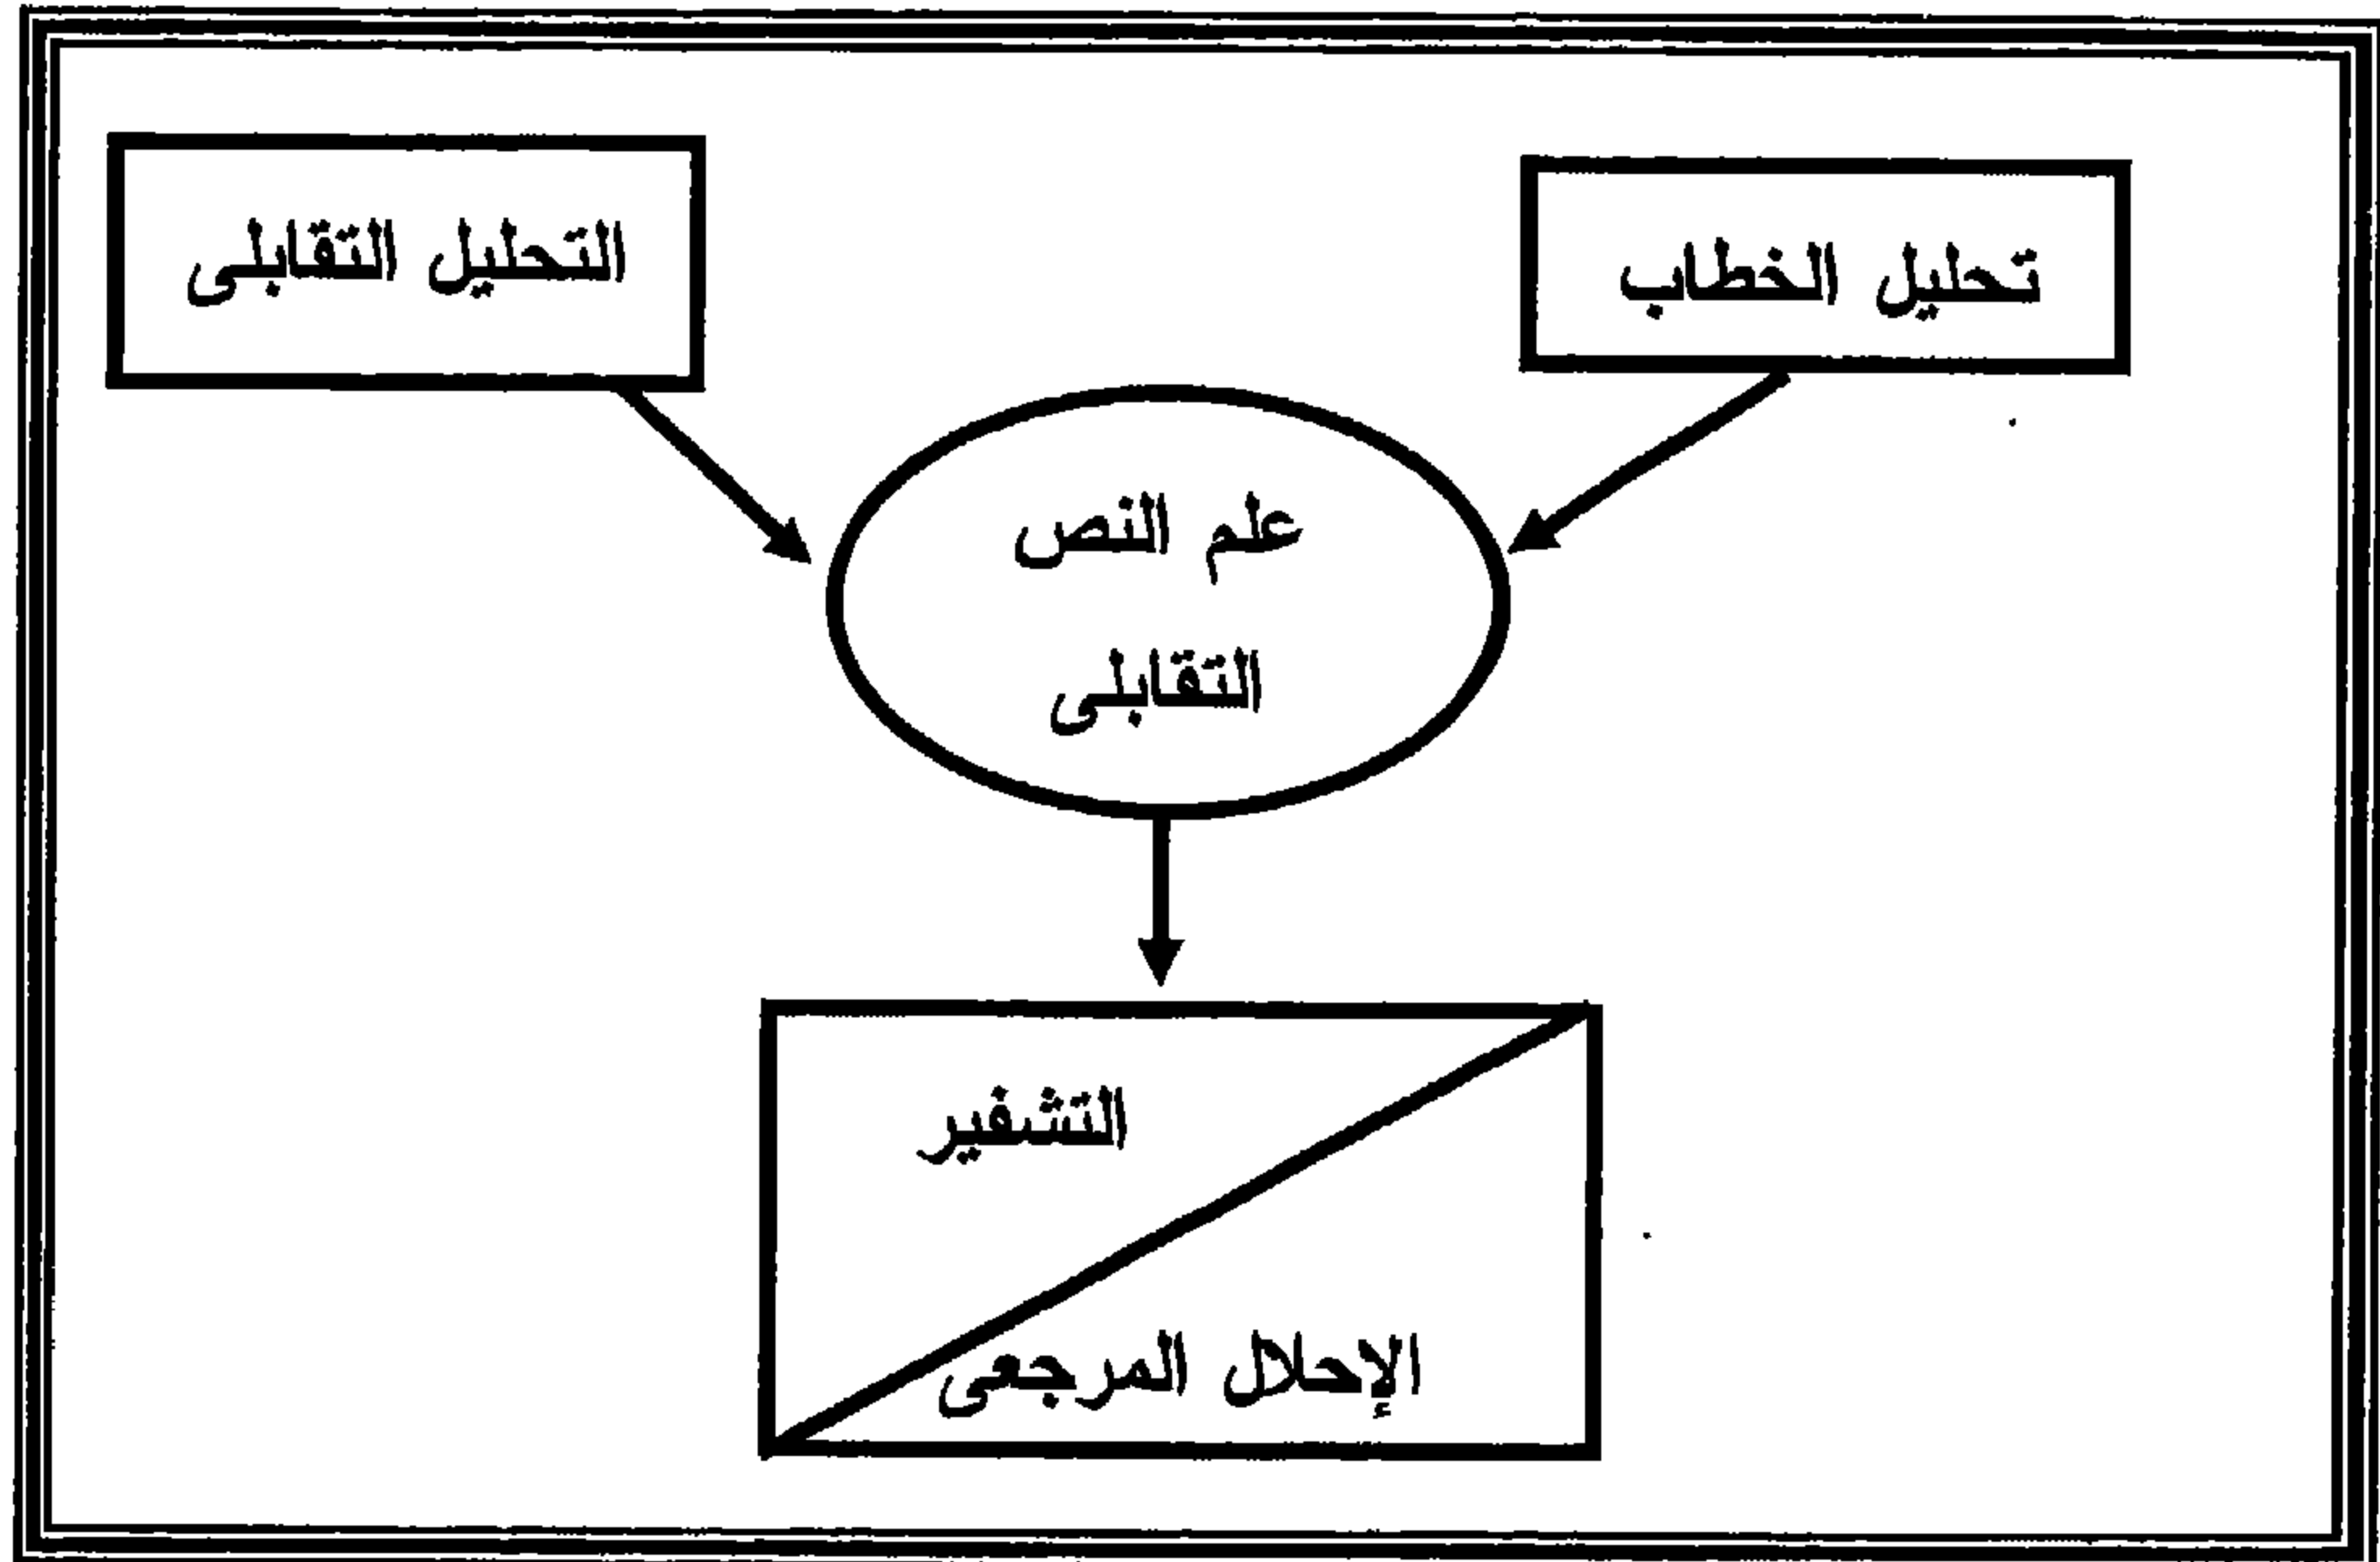 تحليل الخطاب
التحليل التقابلى
علم النص
التقابلى
التشفير
الإحلال المرجعى